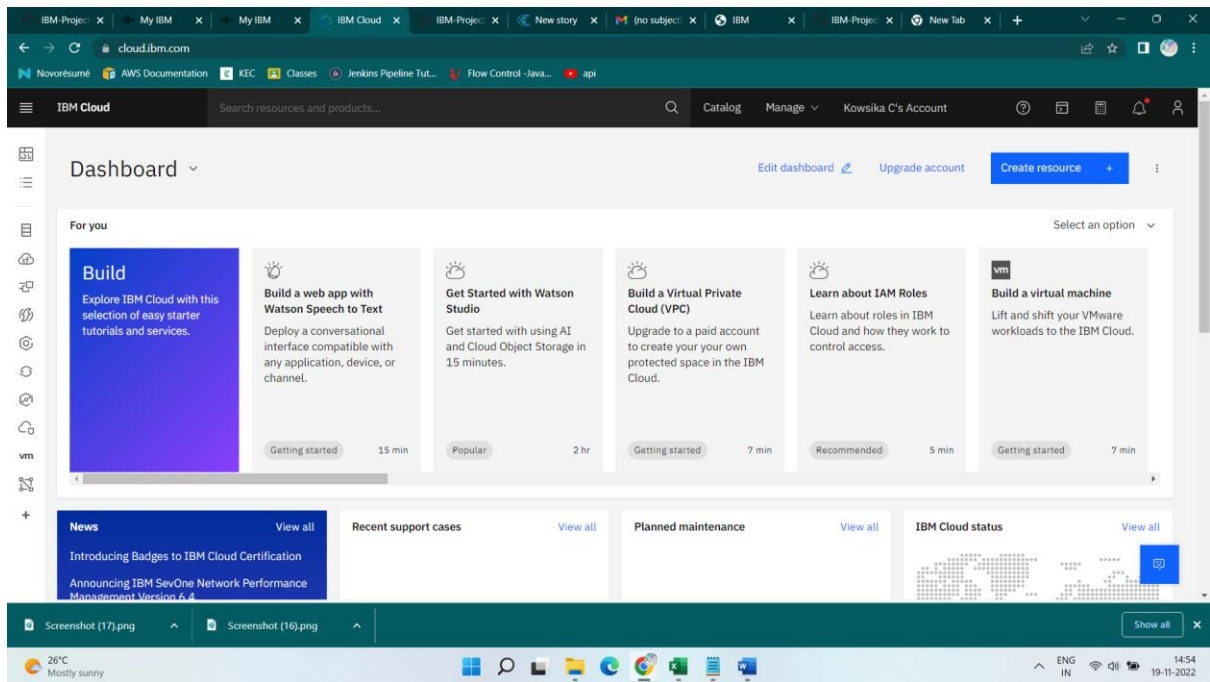 IBM-Project
My IBM
My IBM
IBM Cloud
IBM-Project
New story
(no subject)
IBM
IBM-Project
New Tab
cloud.ibm.com
Novorésumé
AWS Documentation
KEC
Classes
Jenkins Pipeline Tut...
Flow Control -Java...
api
IBM Cloud
Search resources and products...
Catalog
Manage
Kowsika C's Account
Dashboard
Edit dashboard
Upgrade account
Create resource +
For you
Select an option
Build
Explore IBM Cloud with this
selection of easy starter
tutorials and services.
Build a web app with
Watson Speech to Text
Deploy a conversational
interface compatible with
any application, device, or
channel.
Getting started 15 min
Get Started with Watson
Studio
Get started with using AI
and Cloud Object Storage in
15 minutes.
Popular 2 hr
Build a Virtual Private
Cloud (VPC)
Upgrade to a paid account
to create your your own
protected space in the IBM
Cloud.
Getting started 7 min
Learn about IAM Roles
Learn about roles in IBM
Cloud and how they work to
control access.
Recommended 5 min
vm
Build a virtual machine
Lift and shift your VMware
workloads to the IBM Cloud.
Getting started 7 min
vm
News View all
Introducing Badges to IBM Cloud Certification
Announcing IBM SevOne Network Performance
Management Version 6.4
Recent support cases View all
Planned maintenance View all
IBM Cloud status View all
Screenshot (17).png
Screenshot (16).png
Show all
26°C
Mostly sunny
ENG
IN
14:54
19-11-2022